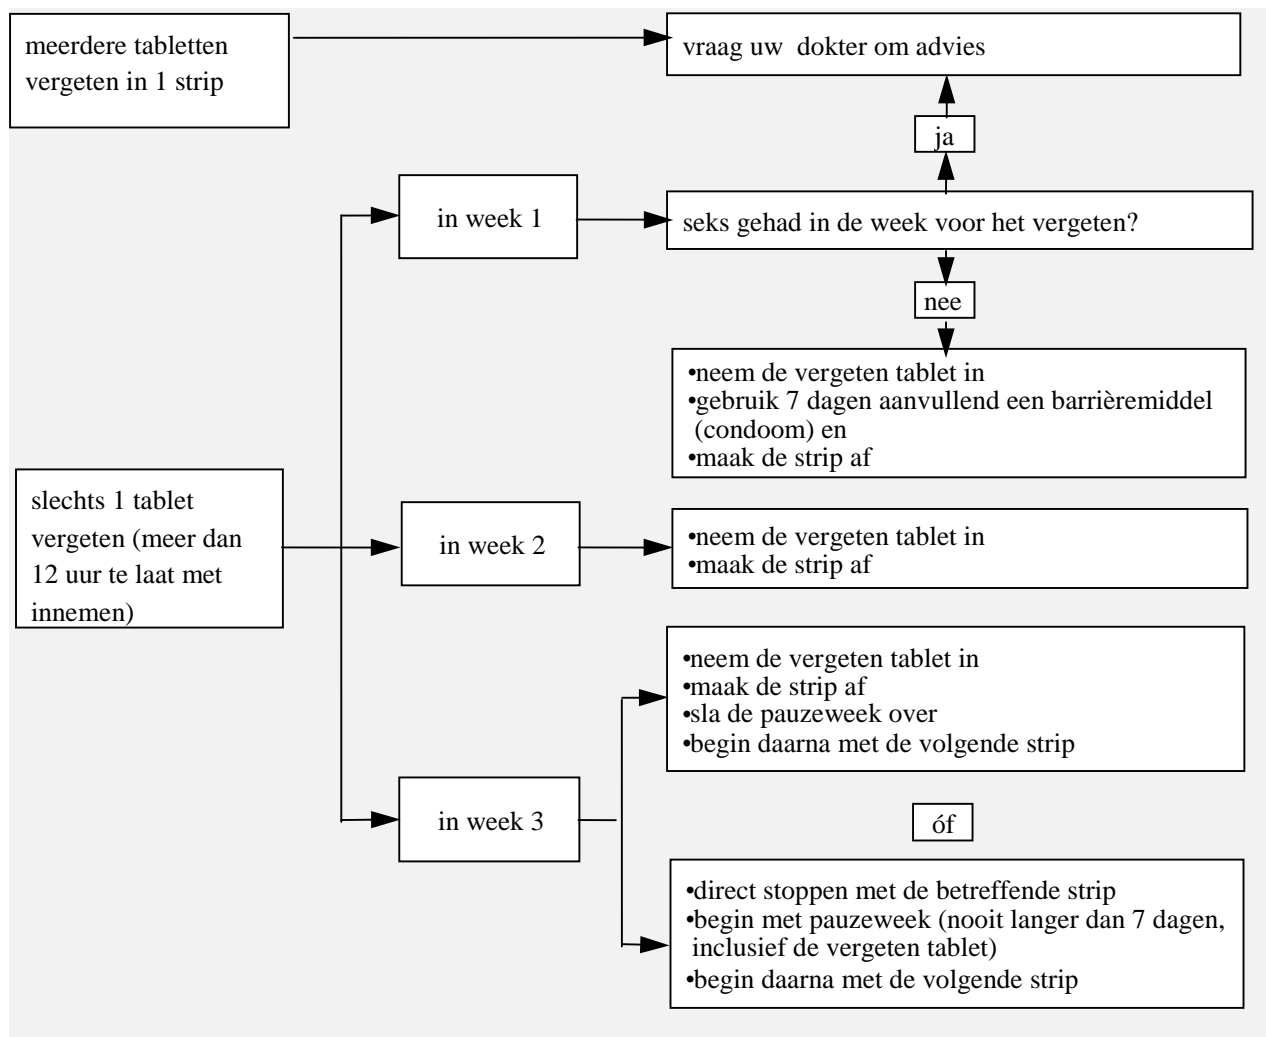 meerdere tabletten
vergeten in 1 strip
vraag uw dokter om advies
ja
in week 1
seks gehad in de week voor het vergeten?
nee
•neem de vergeten tablet in
•gebruik 7 dagen aanvullend een barrièremiddel
(condoom) en
•maak de strip af
slechts 1 tablet
vergeten (meer dan
12 uur te laat met
innemen)
in week 2
•neem de vergeten tablet in
•maak de strip af
•neem de vergeten tablet in
•maak de strip af
•sla de pauzeweek over
•begin daarna met de volgende strip
in week 3
óf
•direct stoppen met de betreffende strip
•begin met pauzeweek (nooit langer dan 7 dagen,
inclusief de vergeten tablet)
•begin daarna met de volgende strip